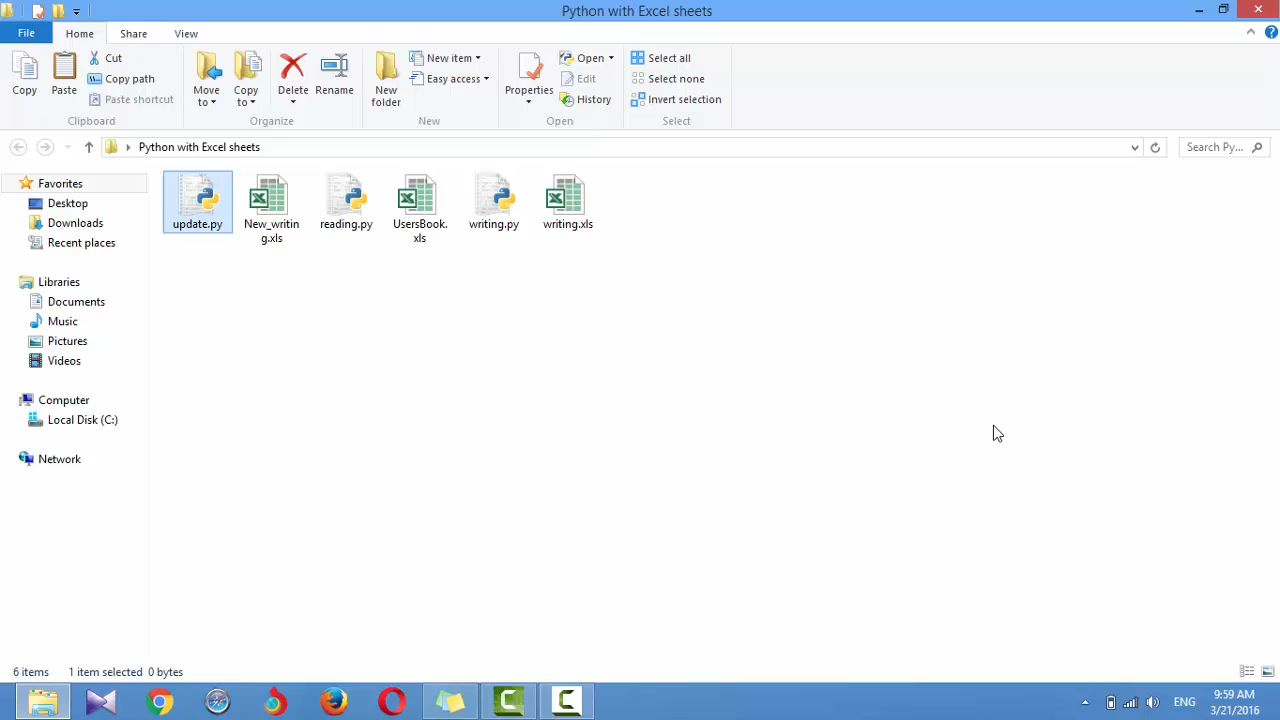 Python with Excel sheets
File Home Share View
Copy
Paste
Cut
Copy path
Paste shortcut
Clipboard
Move to
Copy to
Delete
Rename
Organize
New folder
New item
Easy access
New
Properties
Open
Edit
History
Open
Select all
Select none
Invert selection
Select
Python with Excel sheets
Search Py...
Favorites
Desktop
Downloads
Recent places
Libraries
Documents
Music
Pictures
Videos
Computer
Local Disk (C:)
Network
update.py
New_writin
g.xls
reading.py
UsersBook.
xls
writing.py
writing.xls
6 items 1 item selected 0 bytes
ENG
9:59 AM
3/21/2016